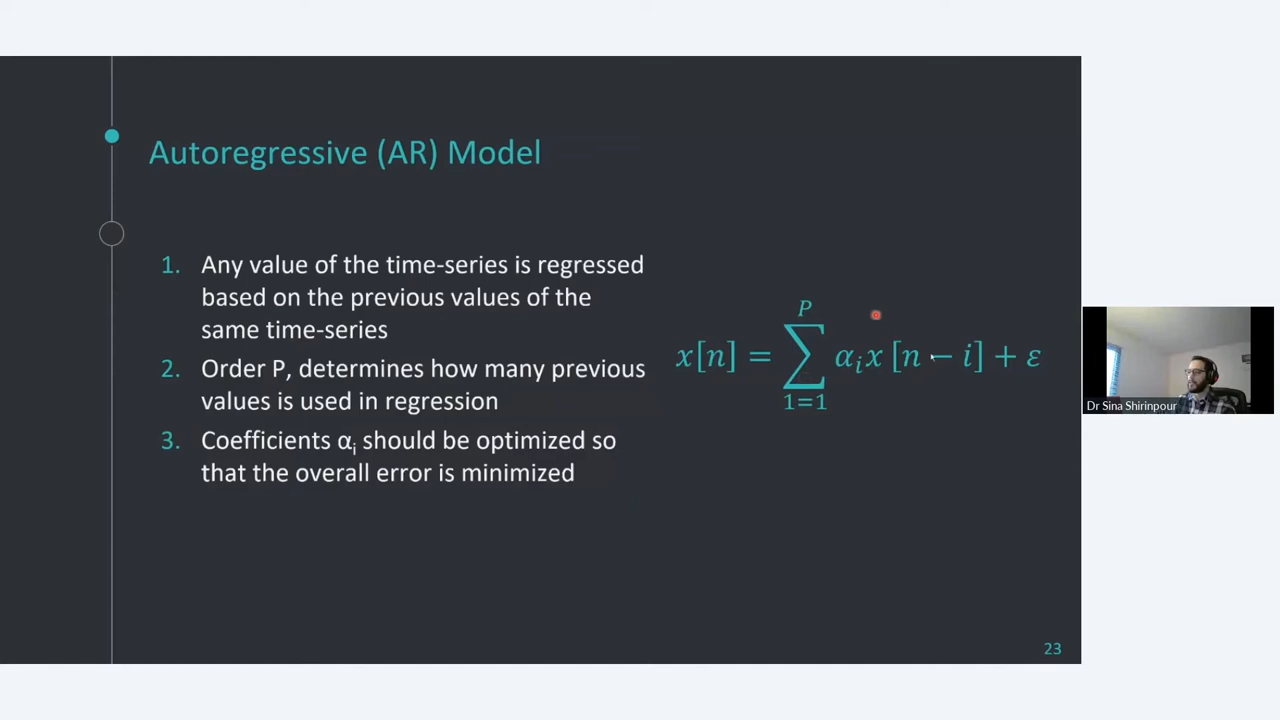 Autoregressive (AR) Model
1. Any value of the time-series is regressed
based on the previous values of the
same time-series
2. Order P, determines how many previous
values is used in regression
3. Coefficients αᵢ should be optimized so
that the overall error is minimized
P
x[n] = ∑ αᵢx [n − i] + ε
1=1
Dr Sina Shirinpour
23